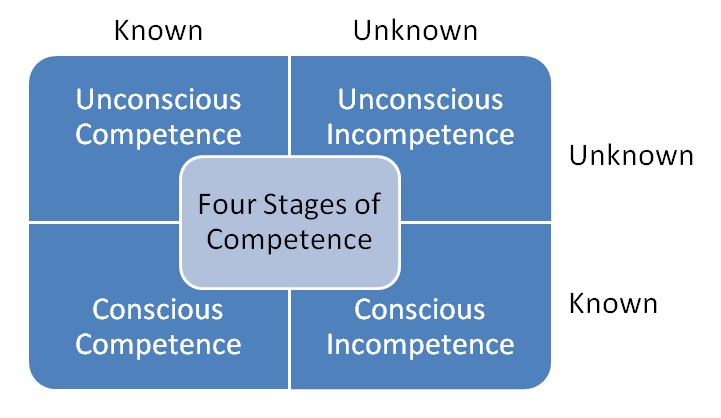 Known
Unknown
Unconscious
Competence
Unconscious
Incompetence
Unknown
Four Stages of
Competence
Conscious
Competence
Conscious
Incompetence
Known